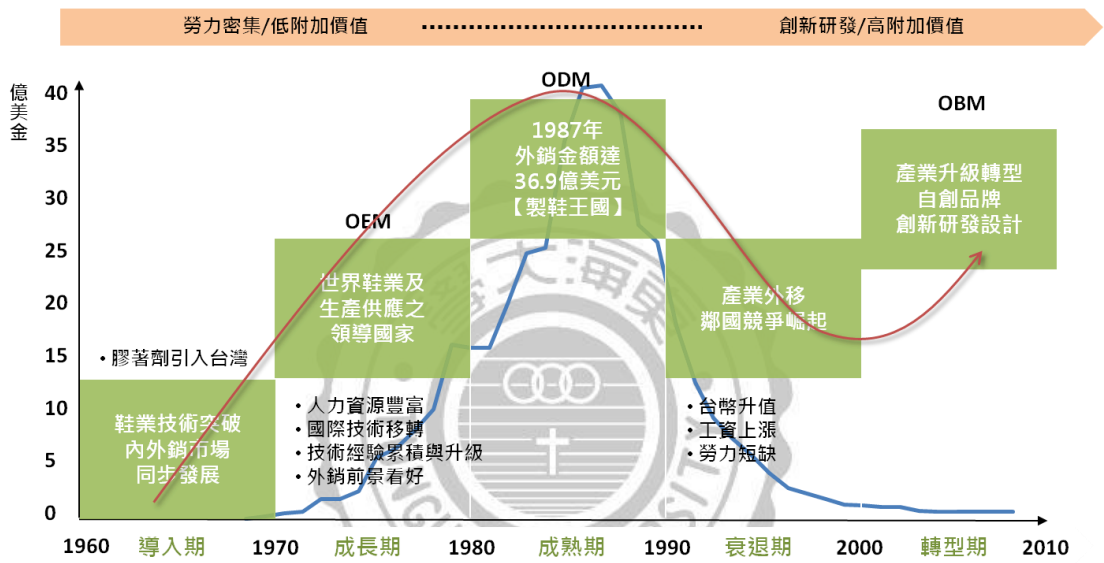 勞力密集/低附加價值
創新研發/高附加價值
億美金
40
35
30
25
20
15
10
5
0
ODM
1987年
外銷金額達
36.9億美元
【製鞋王國】
OBM
產業升級轉型
自創品牌
創新研發設計
OEM
世界鞋業及
生產供應之
領導國家
產業外移
鄰國競爭崛起
•膠著劑引入台灣
鞋業技術突破
內外銷市場
同步發展
•人力資源豐富
•國際技術移轉
•技術經驗累積與升級
•外銷前景看好
•台幣升值
•工資上漲
•勞力短缺
1960 導入期 1970 成長期 1980 成熟期 1990 衰退期 2000 轉型期 2010